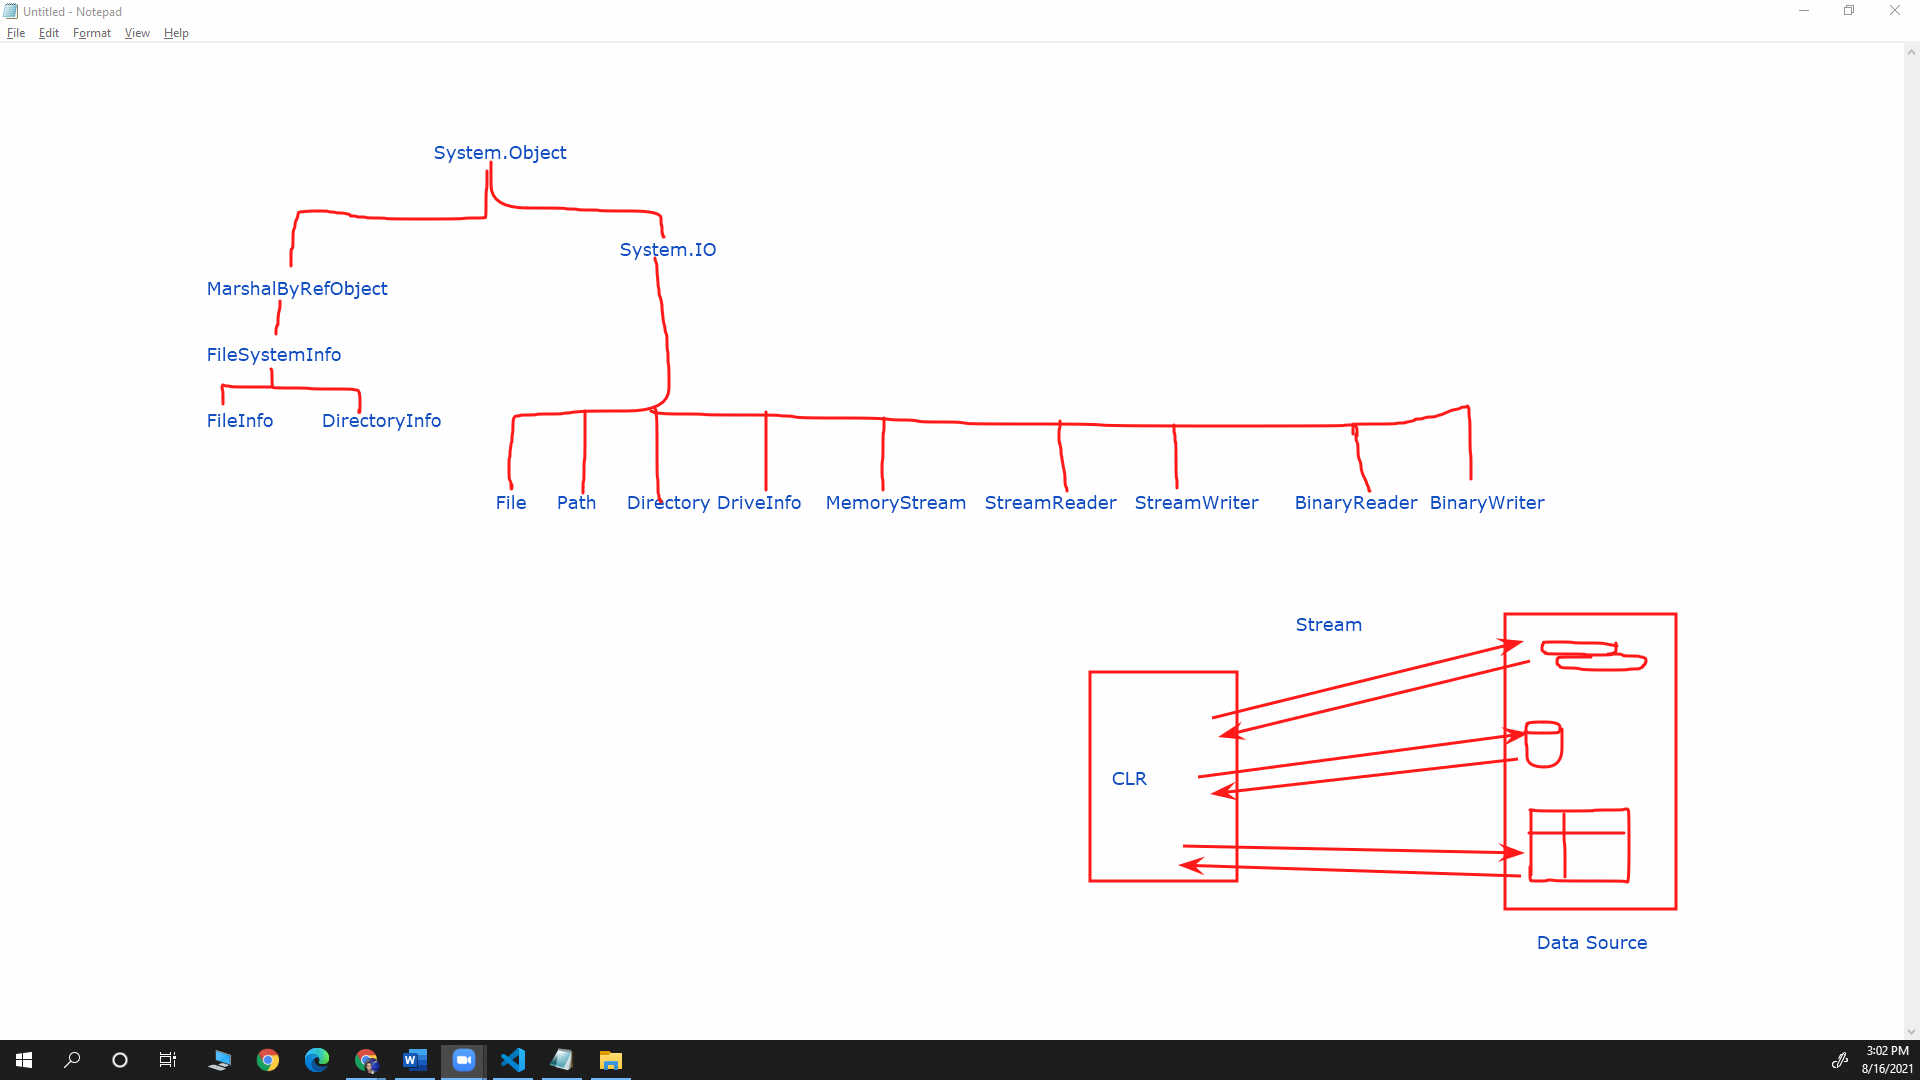 Untitled - Notepad
File Edit Format View Help
System.Object
System.IO
MarshalByRefObject
FileSystemInfo
FileInfo DirectoryInfo
File Path Directory DriveInfo MemoryStream StreamReader StreamWriter BinaryReader BinaryWriter
Stream
CLR
Data Source
3:02 PM
8/16/2021